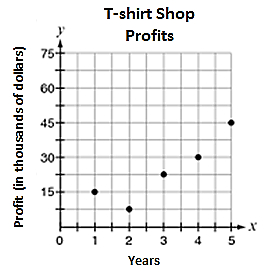 T-shirt Shop
Profits
y
75
60
45
30
15
0 1 2 3 4 5 x
Profit (in thousands of dollars)
Years